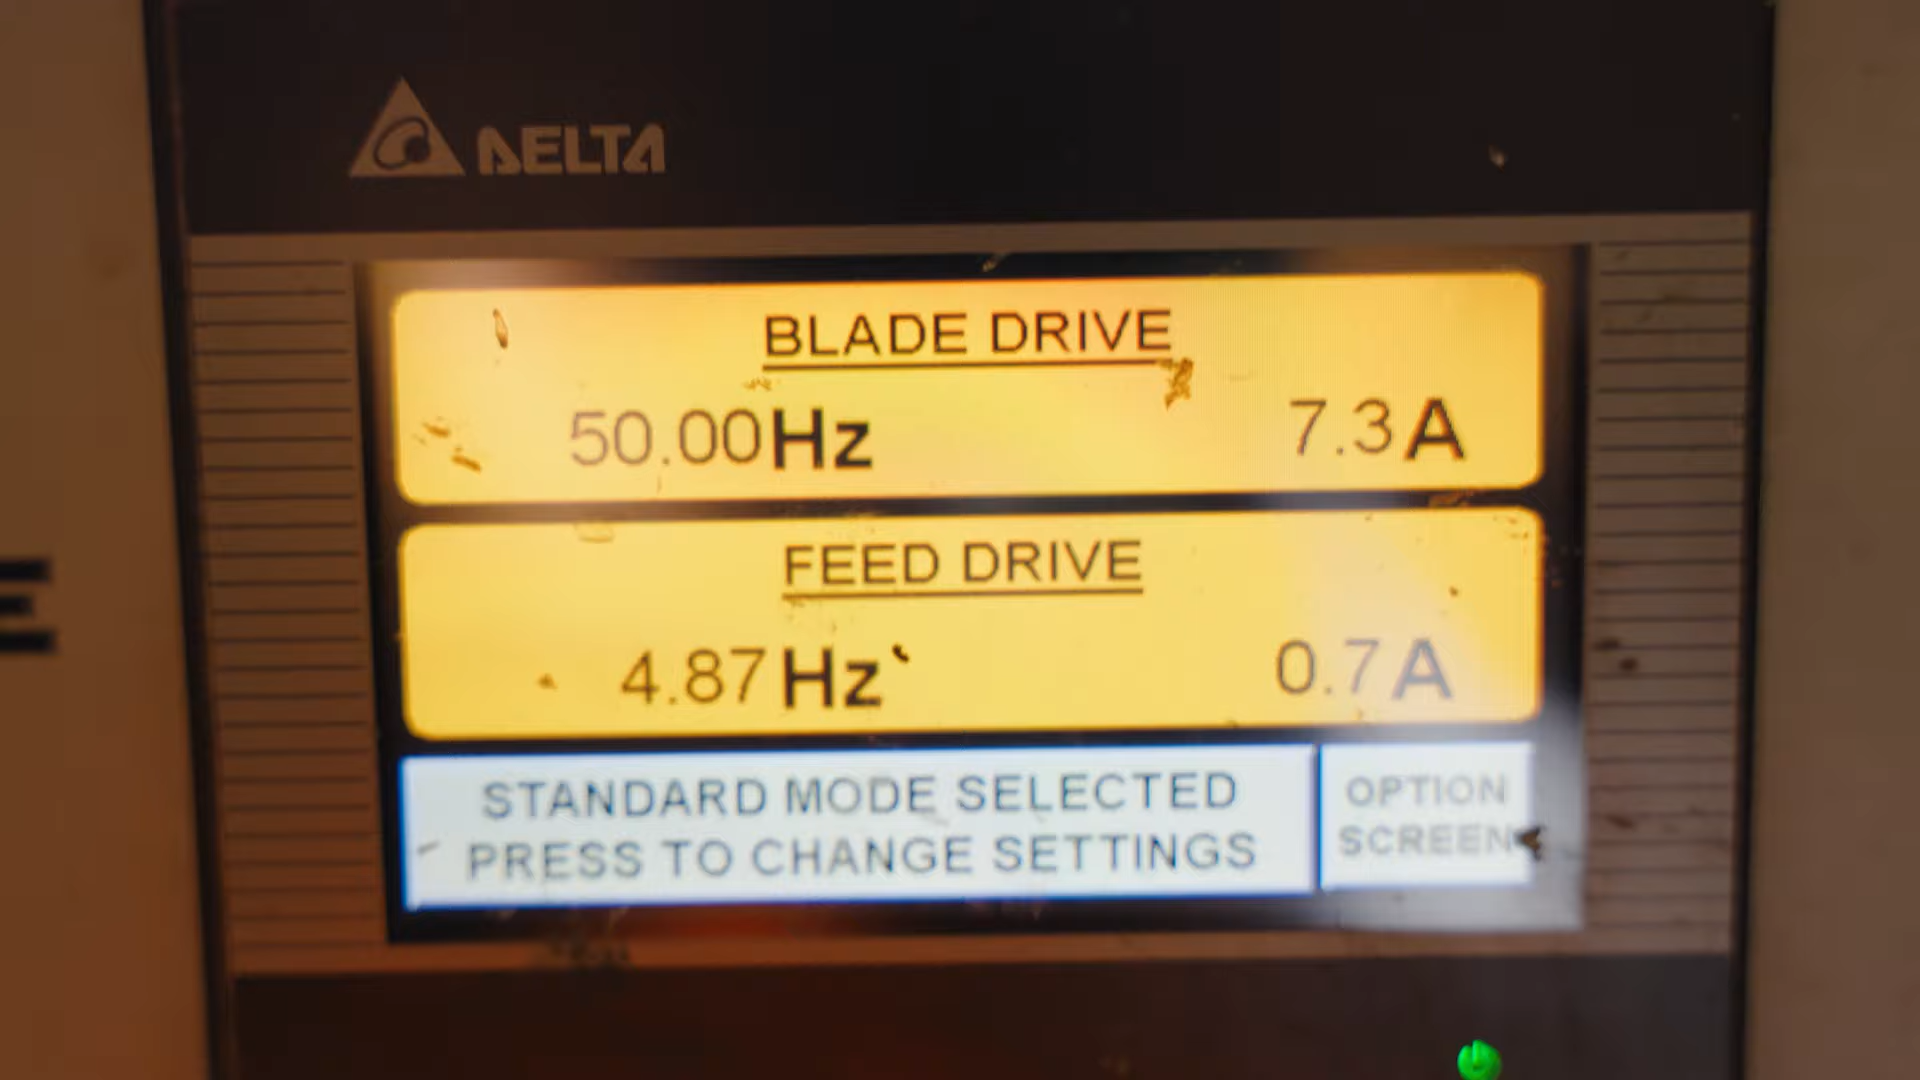 DELTA
BLADE DRIVE
50.00Hz 7.3A
FEED DRIVE
4.87Hz 0.7A
STANDARD MODE SELECTED
PRESS TO CHANGE SETTINGS
OPTION
SCREEN
E